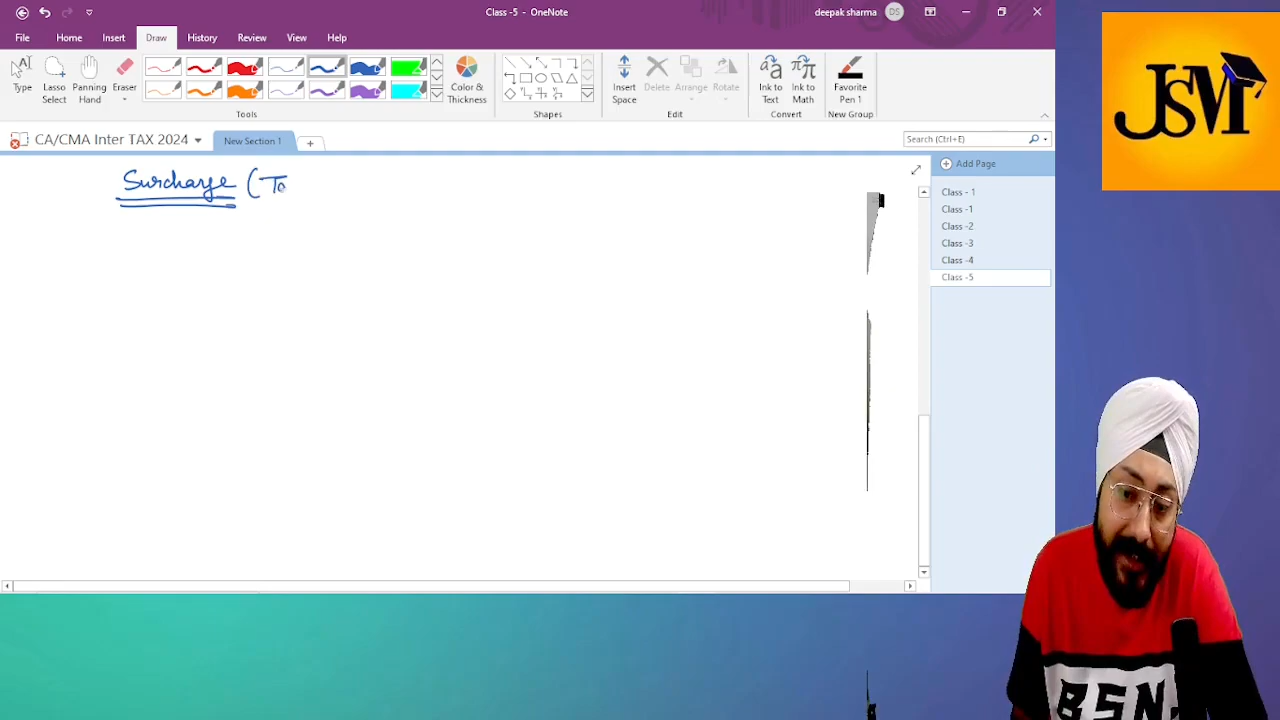 Class -5 - OneNote
deepak sharma
DS
File
Home
Insert
Draw
History
Review
View
Help
Type
Lasso Select
Panning Hand
Eraser
Color & Thickness
Insert Space
Delete
Arrange
Rotate
Ink to Text
Ink to Math
Favorite Pen 1
Tools
Shapes
Edit
Convert
New Group
CA/CMA Inter TAX 2024
New Section 1
Search (Ctrl+E)
Add Page
Class - 1
Class -1
Class -2
Class -3
Class -4
Class -5
Surcharge (Ta
JSM
BSN.